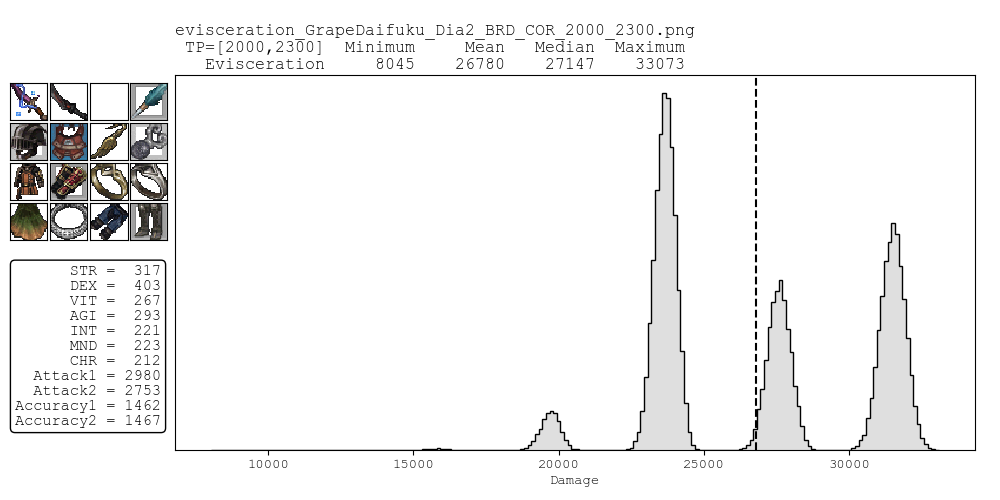 evisceration_GrapeDaifuku_Dia2_BRD_COR_2000_2300.png
TP=[2000,2300] Minimum Mean Median Maximum
Evisceration 8045 26780 27147 33073
STR = 317
DEX = 403
VIT = 267
AGI = 293
INT = 221
MND = 223
CHR = 212
Attack1 = 2980
Attack2 = 2753
Accuracy1 = 1462
Accuracy2 = 1467
10000 15000 20000 25000 30000
Damage